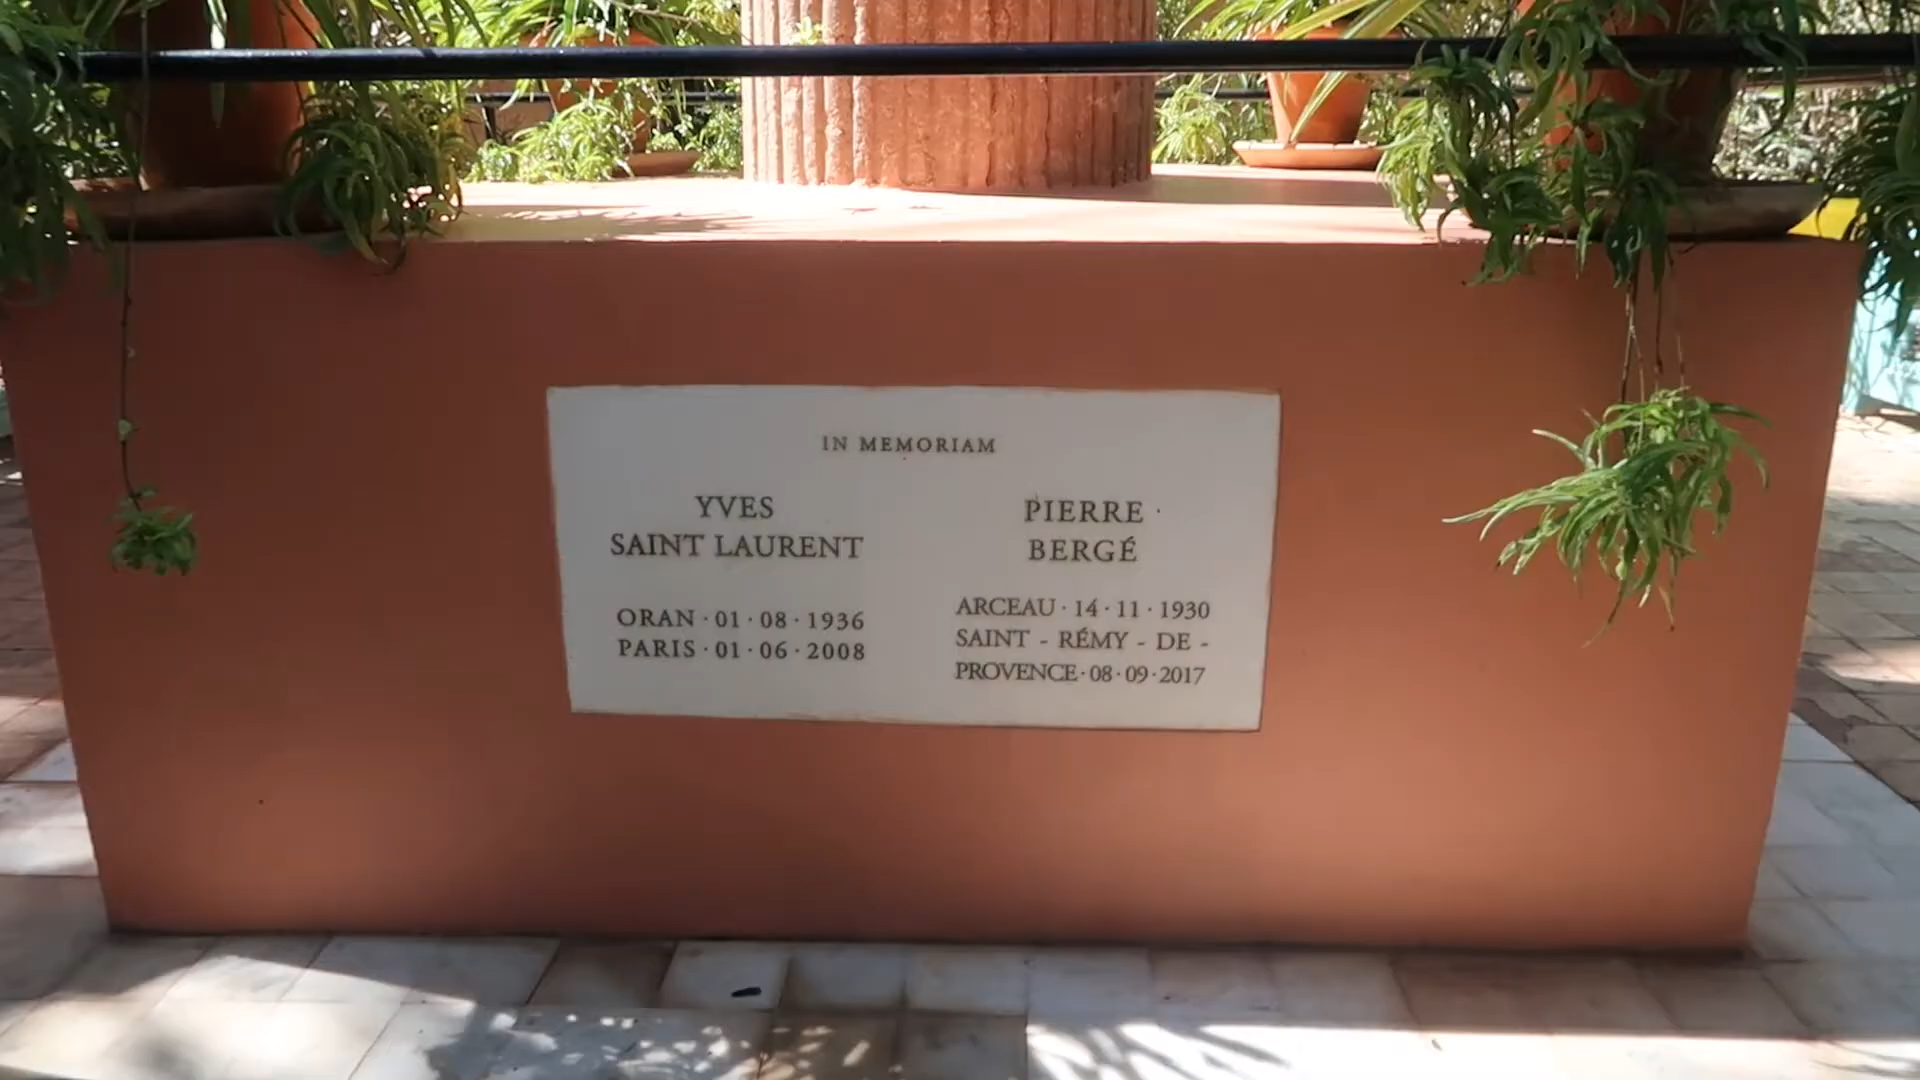 IN MEMORIAM
YVES
SAINT LAURENT
ORAN · 01 · 08 · 1936
PARIS · 01 · 06 · 2008
PIERRE ·
BERGÉ
ARCEAU · 14 · 11 · 1930
SAINT - RÉMY - DE -
PROVENCE · 08 · 09 · 2017